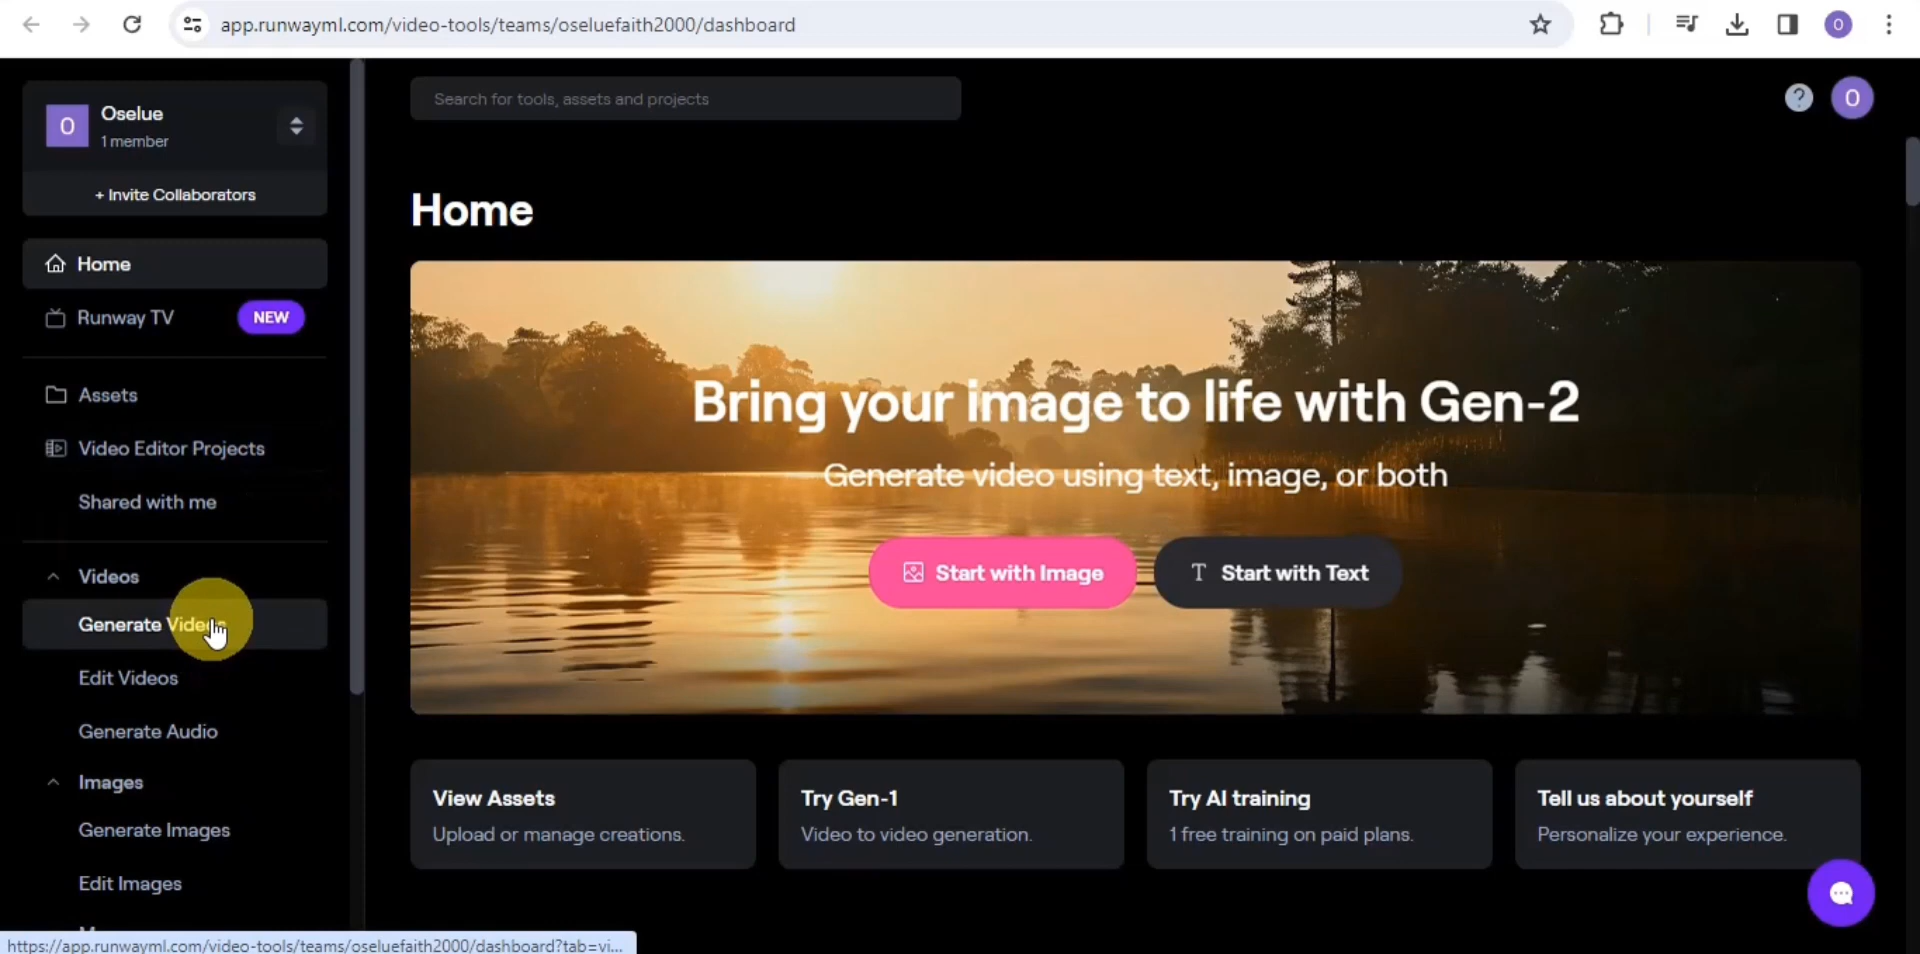 app.runwayml.com/video-tools/teams/oseluefaith2000/dashboard
O
O
Oselue
1 member
+ Invite Collaborators
Search for tools, assets and projects
?
O
Home
Runway TV
NEW
Assets
Video Editor Projects
Shared with me
Videos
Generate Videos
Edit Videos
Generate Audio
Images
Generate Images
Edit Images
Home
Bring your image to life with Gen-2
Generate video using text, image, or both
Start with Image
T Start with Text
View Assets
Upload or manage creations.
Try Gen-1
Video to video generation.
Try AI training
1 free training on paid plans.
Tell us about yourself
Personalize your experience.
https://app.runwayml.com/video-tools/teams/oseluefaith2000/dashboard?tab=vi...